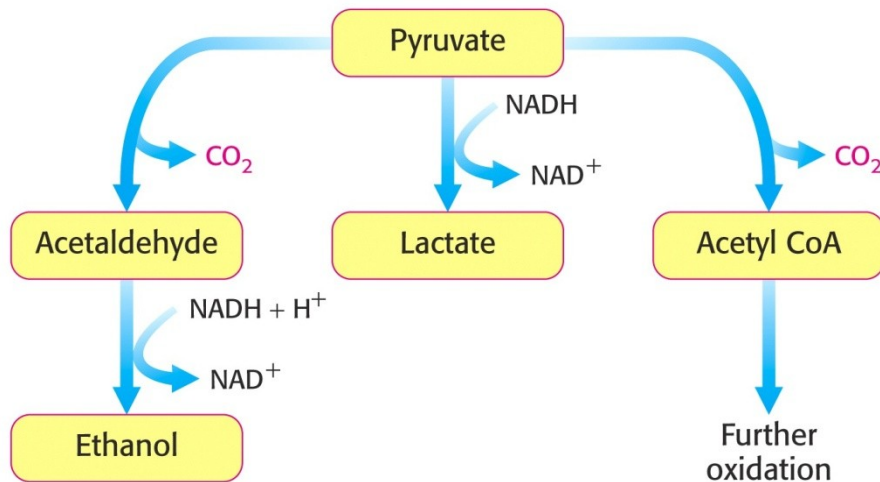 Pyruvate
NADH
CO₂
NAD⁺
CO₂
Acetaldehyde
Lactate
Acetyl CoA
NADH + H⁺
NAD⁺
Ethanol
Further
oxidation